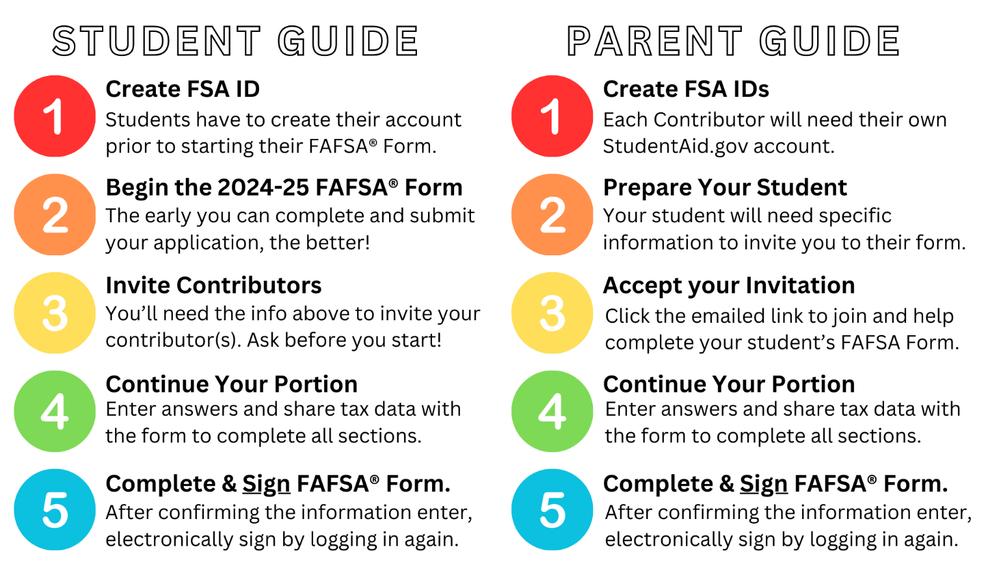 STUDENT GUIDE
1
Create FSA ID
Students have to create their account
prior to starting their FAFSA® Form.
2
Begin the 2024-25 FAFSA® Form
The early you can complete and submit
your application, the better!
3
Invite Contributors
You’ll need the info above to invite your
contributor(s). Ask before you start!
4
Continue Your Portion
Enter answers and share tax data with
the form to complete all sections.
5
Complete & Sign FAFSA® Form.
After confirming the information enter,
electronically sign by logging in again.
PARENT GUIDE
1
Create FSA IDs
Each Contributor will need their own
StudentAid.gov account.
2
Prepare Your Student
Your student will need specific
information to invite you to their form.
3
Accept your Invitation
Click the emailed link to join and help
complete your student’s FAFSA Form.
4
Continue Your Portion
Enter answers and share tax data with
the form to complete all sections.
5
Complete & Sign FAFSA® Form.
After confirming the information enter,
electronically sign by logging in again.